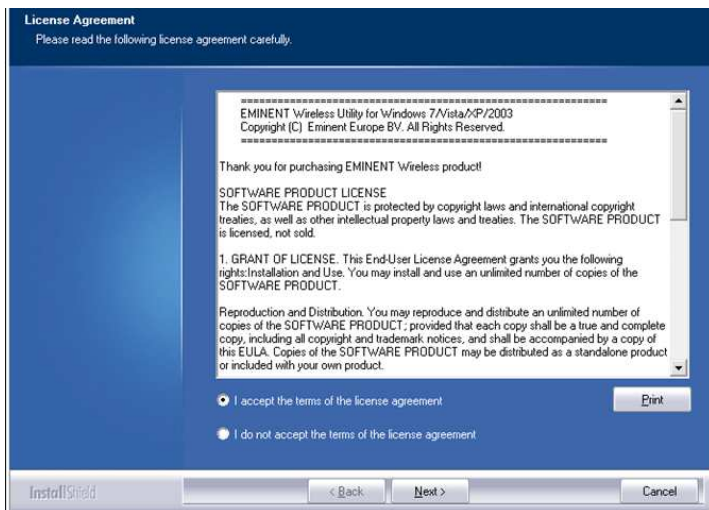 License Agreement
Please read the following license agreement carefully.
============================================================
EMINENT Wireless Utility for Windows 7/Vista/XP/2003
Copyright (C) Eminent Europe BV. All Rights Reserved.
============================================================
Thank you for purchasing EMINENT Wireless product!
SOFTWARE PRODUCT LICENSE
The SOFTWARE PRODUCT is protected by copyright laws and international copyright
treaties, as well as other intellectual property laws and treaties. The SOFTWARE PRODUCT
is licensed, not sold.
1. GRANT OF LICENSE. This End-User License Agreement grants you the following
rights:Installation and Use. You may install and use an unlimited number of copies of the
SOFTWARE PRODUCT.
Reproduction and Distribution. You may reproduce and distribute an unlimited number of
copies of the SOFTWARE PRODUCT; provided that each copy shall be a true and complete
copy, including all copyright and trademark notices, and shall be accompanied by a copy of
this EULA. Copies of the SOFTWARE PRODUCT may be distributed as a standalone product
or included with your own product.
I accept the terms of the license agreement
Print
I do not accept the terms of the license agreement
InstallShield
< Back
Next >
Cancel